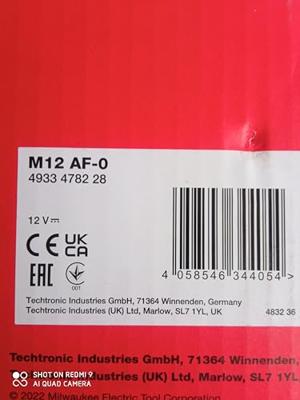 M12 AF-0
4933 4782 28
12 V
CE UK CA
EAC 001
4 058546 344054 >
Techtronic Industries GmbH, 71364 Winnenden, Germany
Techtronic Industries (UK) Ltd, Marlow, SL7 1YL, UK
4832 36
Techtronic Industries GmbH, 71364 Winnenden,
Techtronic Industries (UK) Ltd, Marlow, SL7 1YL,
© 2022 Milwaukee Electric Tool Corporation
SHOT ON REDMI 9
AI QUAD CAMERA